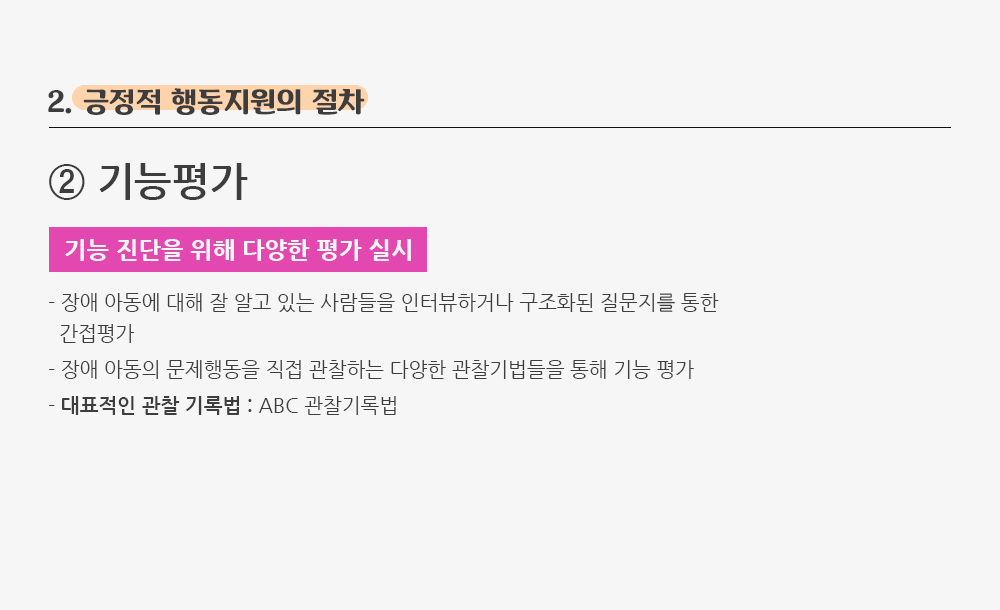 2. 긍정적 행동지원의 절차
② 기능평가
기능 진단을 위해 다양한 평가 실시
- 장애 아동에 대해 잘 알고 있는 사람들을 인터뷰하거나 구조화된 질문지를 통한
간접평가
- 장애 아동의 문제행동을 직접 관찰하는 다양한 관찰기법들을 통해 기능 평가
- 대표적인 관찰 기록법 : ABC 관찰기록법